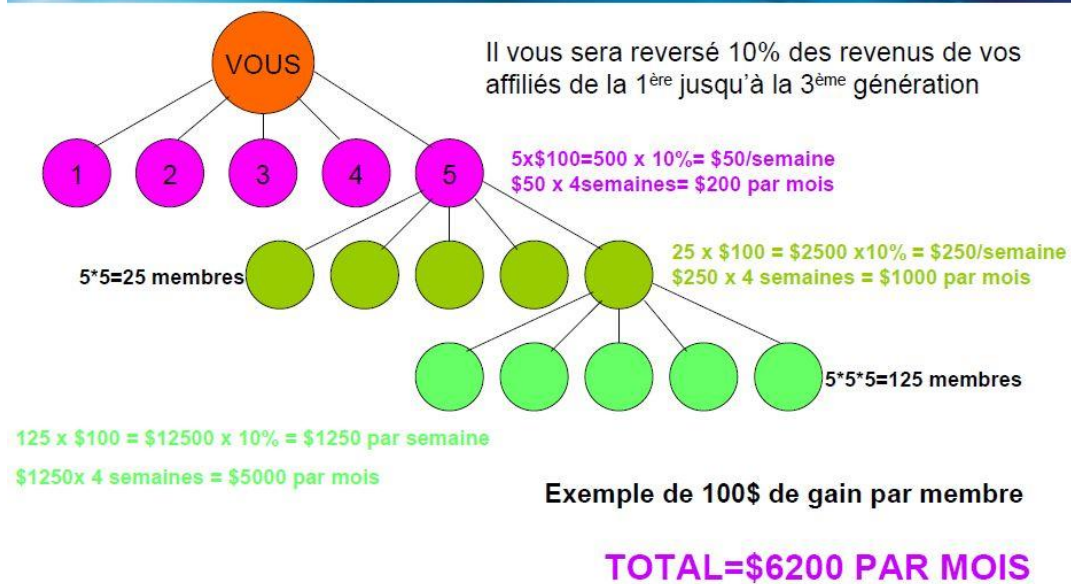 VOUS
Il vous sera reversé 10% des revenus de vos
affiliés de la 1ère jusqu'à la 3ème génération
1
2
3
4
5
5x$100=500 x 10%= $50/semaine
$50 x 4semaines= $200 par mois
5*5=25 membres
25 x $100 = $2500 x10% = $250/semaine
$250 x 4 semaines = $1000 par mois
5*5*5=125 membres
125 x $100 = $12500 x 10% = $1250 par semaine
$1250x 4 semaines = $5000 par mois
Exemple de 100$ de gain par membre
TOTAL=$6200 PAR MOIS